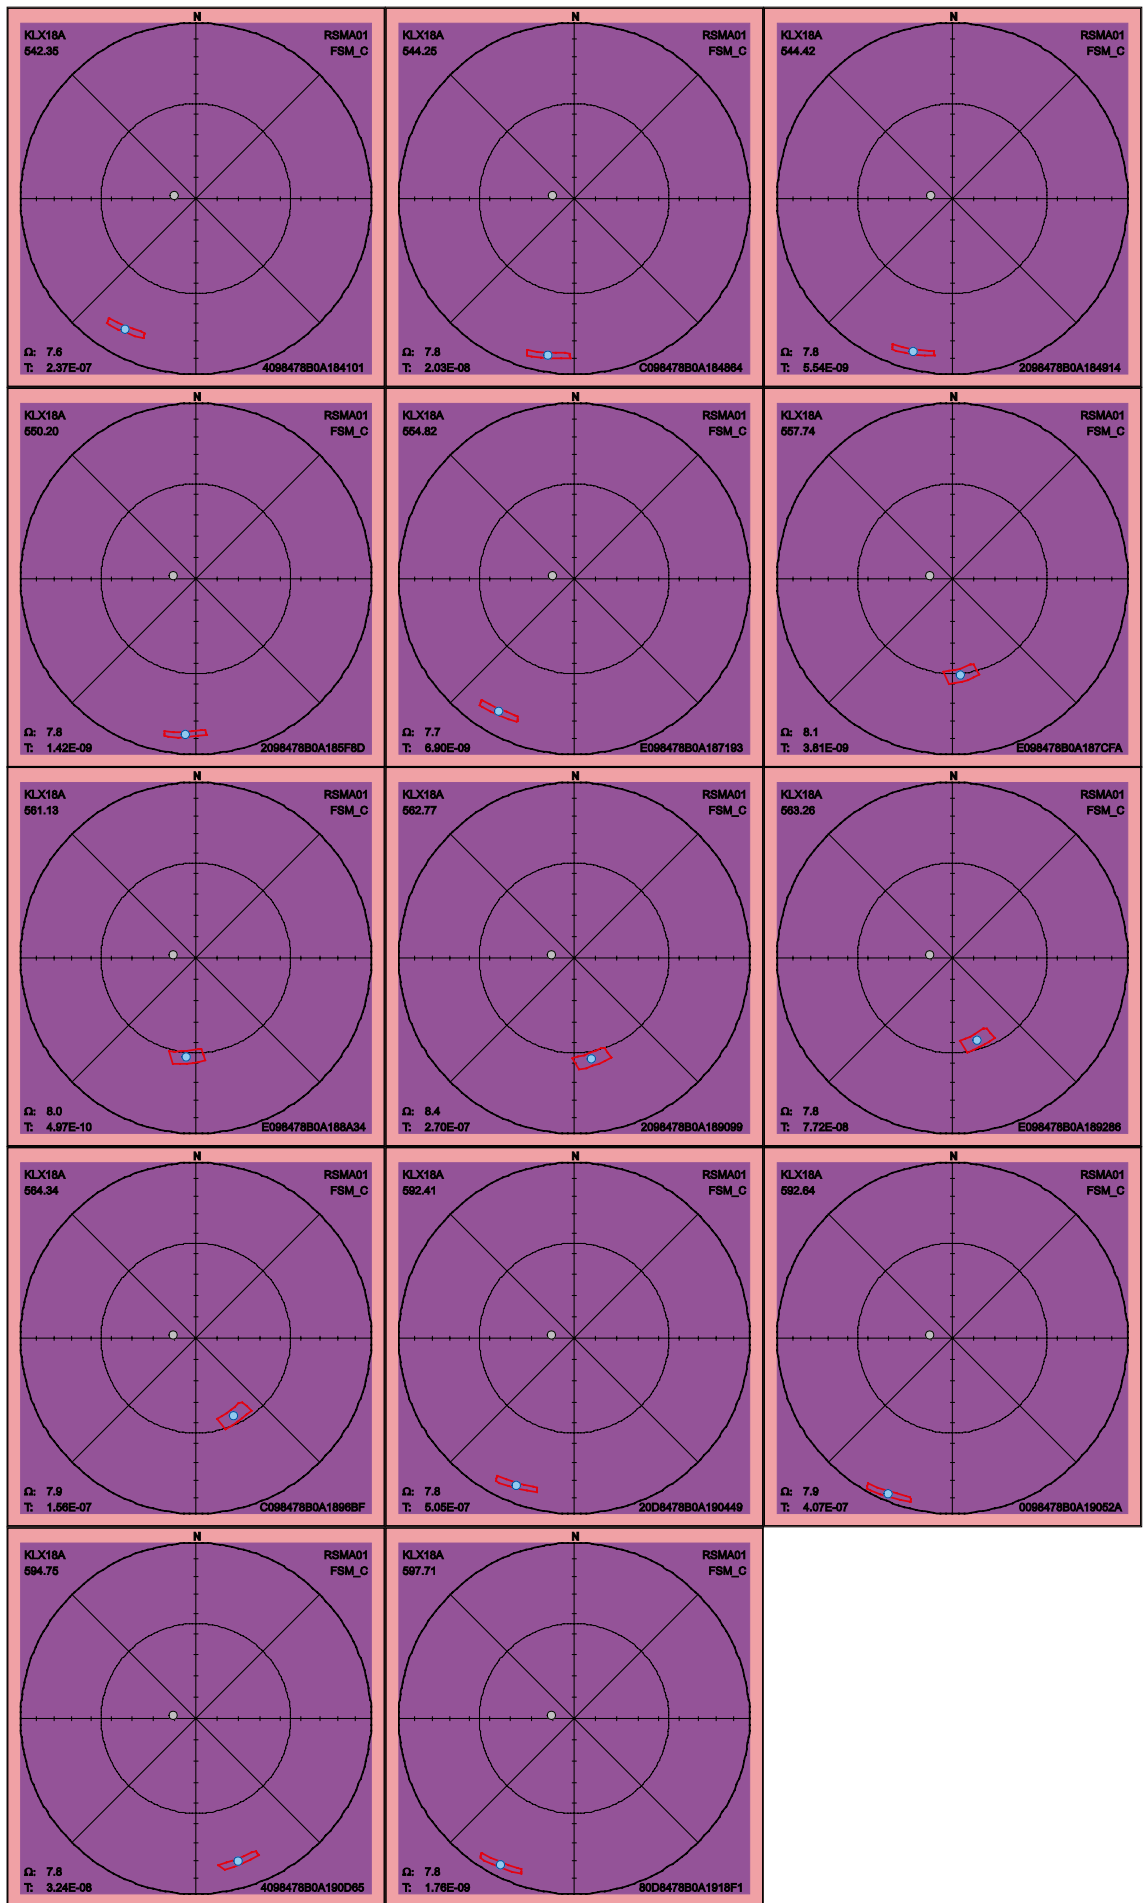 N
KLX18A RSMA01
542.35 FSM_C
Ω: 7.6
T: 2.37E-07 4098478B0A184101
N
KLX18A RSMA01
544.25 FSM_C
Ω: 7.8
T: 2.03E-08 C098478B0A184864
N
KLX18A RSMA01
544.42 FSM_C
Ω: 7.8
T: 5.54E-09 2098478B0A184914
N
KLX18A RSMA01
550.20 FSM_C
Ω: 7.8
T: 1.42E-09 2098478B0A185F8D
N
KLX18A RSMA01
554.82 FSM_C
Ω: 7.7
T: 6.90E-09 E098478B0A187193
N
KLX18A RSMA01
557.74 FSM_C
Ω: 8.1
T: 3.81E-09 E098478B0A187CFA
N
KLX18A RSMA01
561.13 FSM_C
Ω: 8.0
T: 4.97E-10 E098478B0A188A34
N
KLX18A RSMA01
562.77 FSM_C
Ω: 8.4
T: 2.70E-07 2098478B0A189099
N
KLX18A RSMA01
563.26 FSM_C
Ω: 7.8
T: 7.72E-08 E098478B0A189286
N
KLX18A RSMA01
564.34 FSM_C
Ω: 7.9
T: 1.56E-07 C098478B0A1896BF
N
KLX18A RSMA01
592.41 FSM_C
Ω: 7.8
T: 5.05E-07 20D8478B0A190449
N
KLX18A RSMA01
592.64 FSM_C
Ω: 7.9
T: 4.07E-07 0098478B0A19052A
N
KLX18A RSMA01
594.75 FSM_C
Ω: 7.8
T: 3.24E-08 4098478B0A190D65
N
KLX18A RSMA01
597.71 FSM_C
Ω: 7.8
T: 1.76E-09 80D8478B0A1918F1